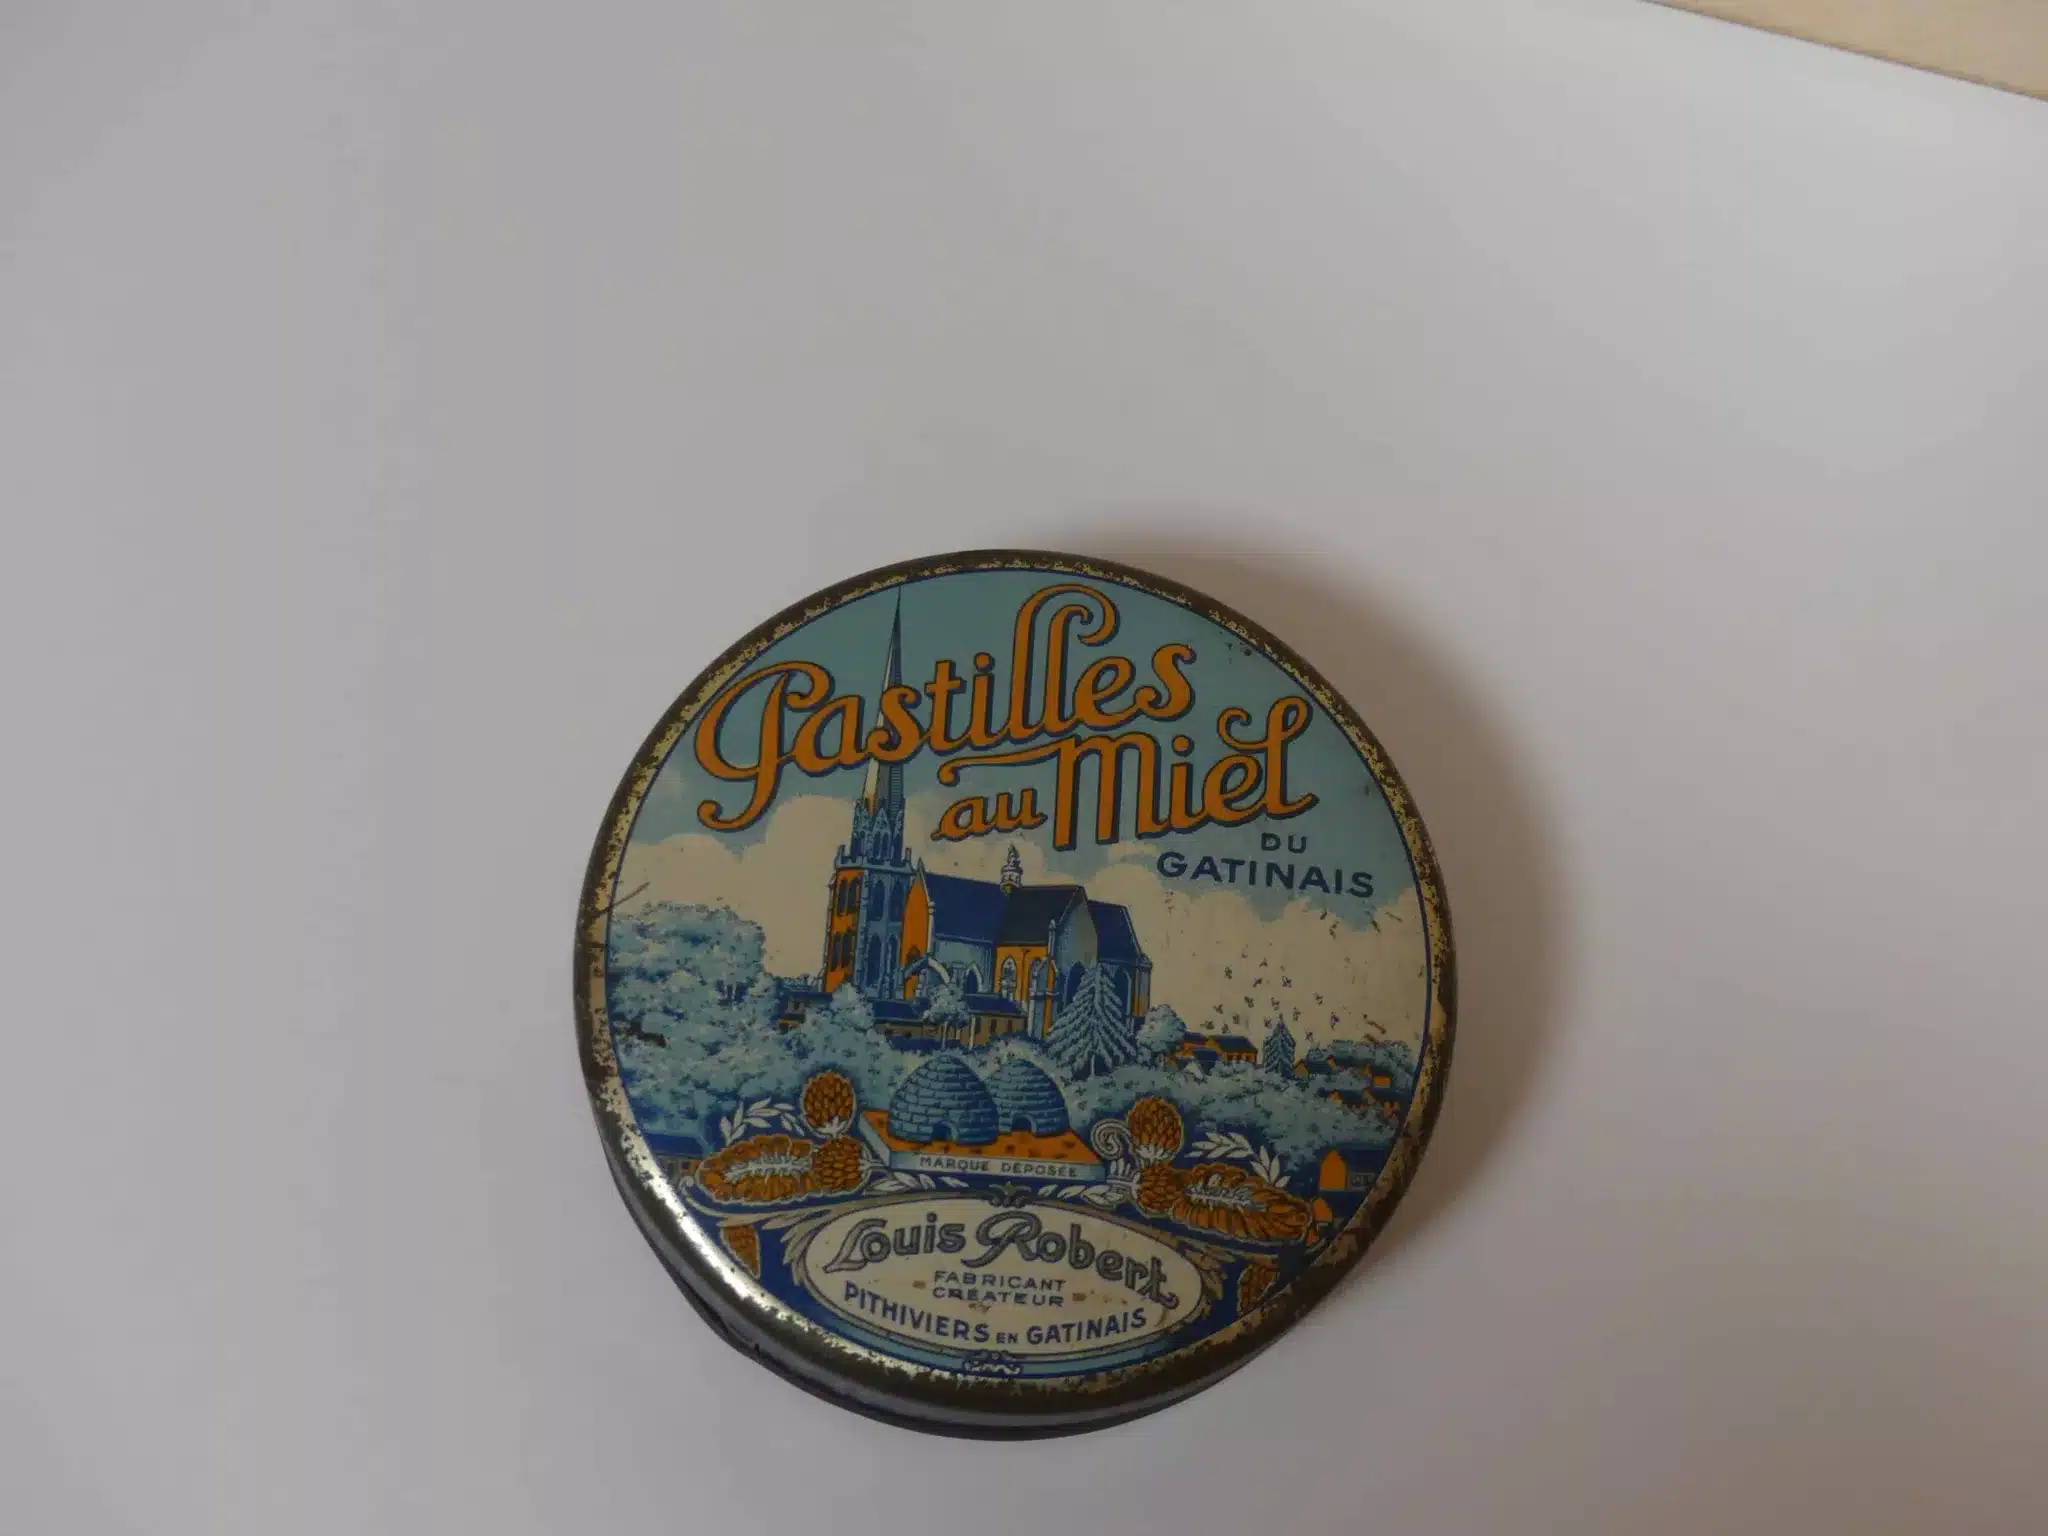 Pastilles
au Miel
DU
GATINAIS
MARQUE DÉPOSÉE
Louis Robert
FABRICANT
CRÉATEUR
PITHIVIERS EN GATINAIS